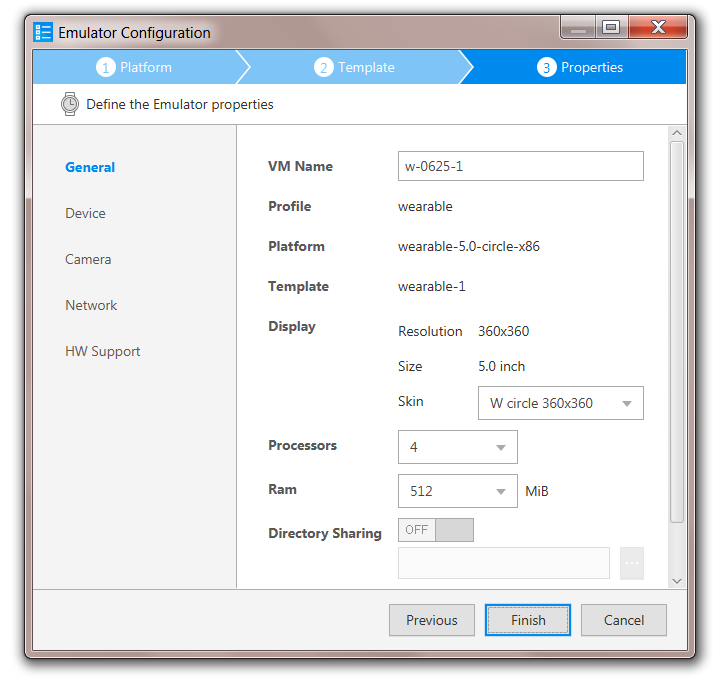 Emulator Configuration
1 Platform
2 Template
3 Properties
Define the Emulator properties
General
Device
Camera
Network
HW Support
VM Name w-0625-1
Profile wearable
Platform wearable-5.0-circle-x86
Template wearable-1
Display Resolution 360x360
Size 5.0 inch
Skin W circle 360x360
Processors 4
Ram 512 MiB
Directory Sharing OFF
...
Previous Finish Cancel